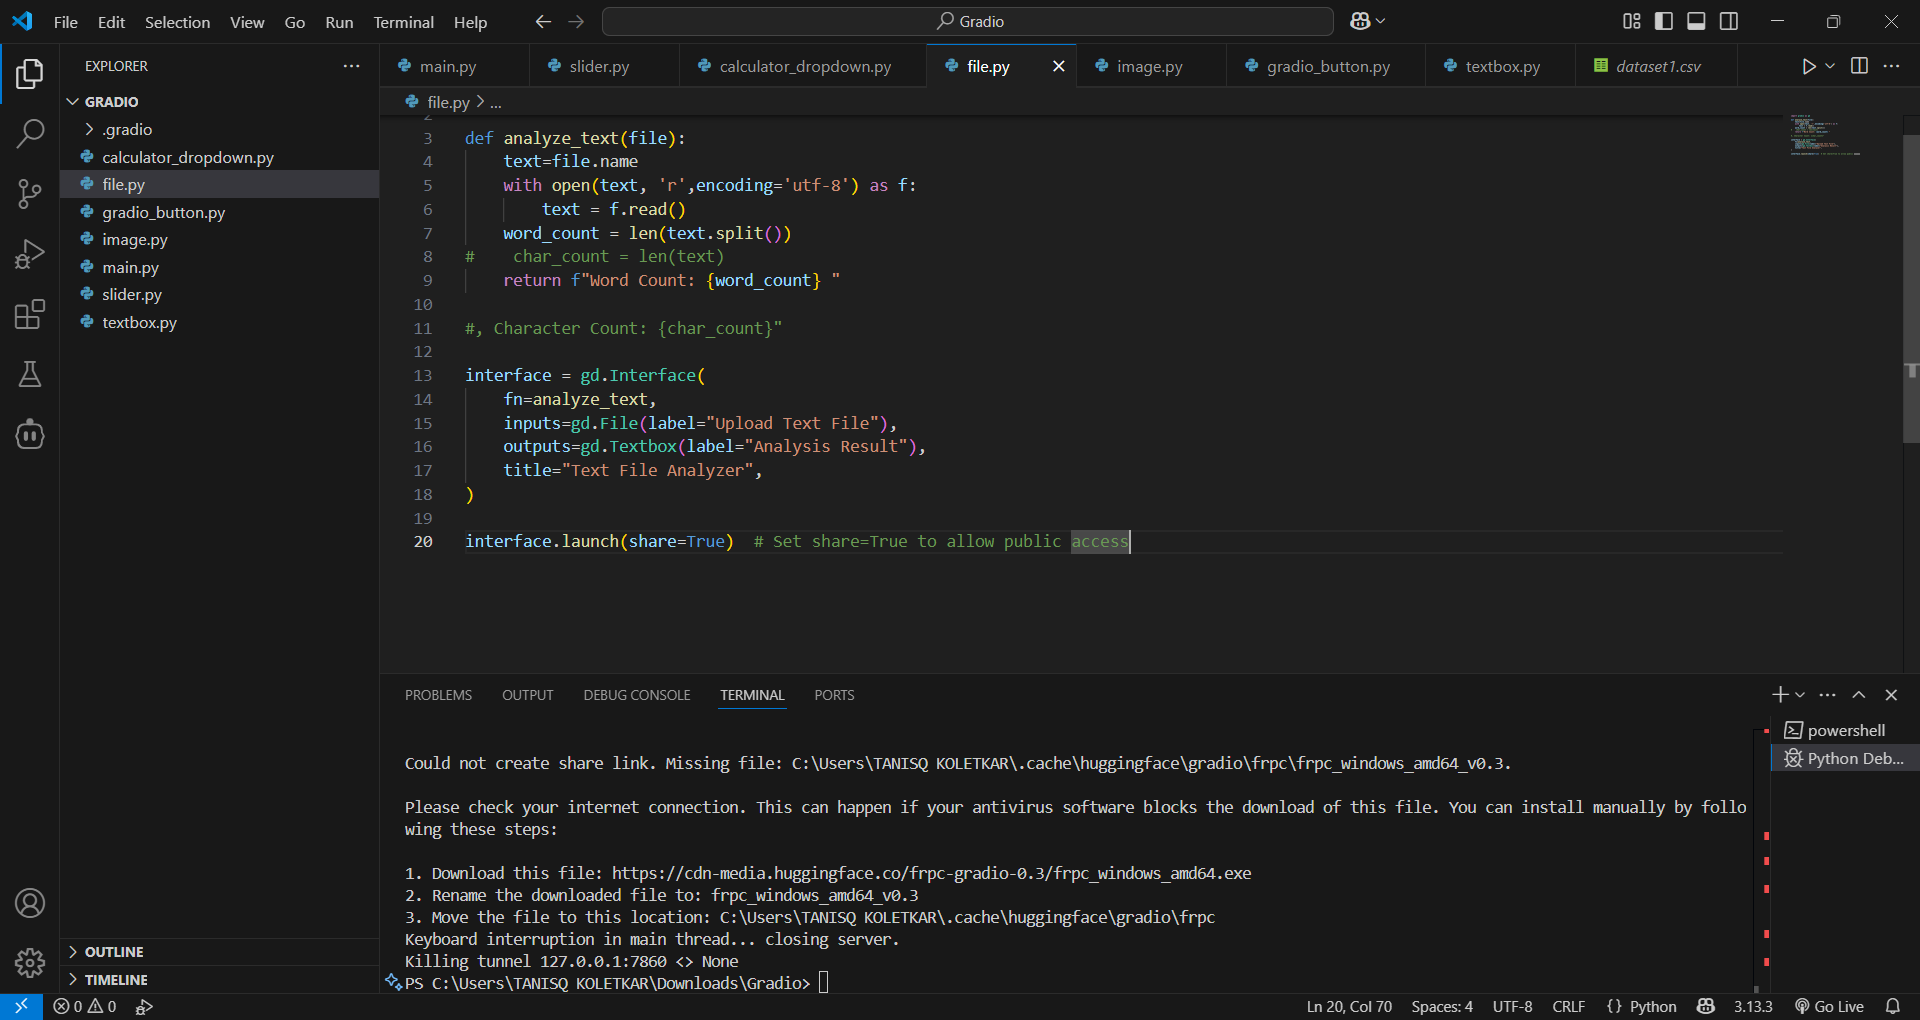 File Edit Selection View Go Run Terminal Help
Gradio
EXPLORER
GRADIO
.gradio
calculator_dropdown.py
file.py
gradio_button.py
image.py
main.py
slider.py
textbox.py
OUTLINE
TIMELINE
main.py slider.py calculator_dropdown.py file.py image.py gradio_button.py textbox.py dataset1.csv
file.py > ...
2
3 def analyze_text(file):
4 text=file.name
5 with open(text, 'r',encoding='utf-8') as f:
6 text = f.read()
7 word_count = len(text.split())
8 #    char_count = len(text)
9 return f"Word Count: {word_count} "
10
11 #, Character Count: {char_count}"
12
13 interface = gd.Interface(
14 fn=analyze_text,
15 inputs=gd.File(label="Upload Text File"),
16 outputs=gd.Textbox(label="Analysis Result"),
17 title="Text File Analyzer",
18 )
19
20 interface.launch(share=True)  # Set share=True to allow public access
PROBLEMS OUTPUT DEBUG CONSOLE TERMINAL PORTS
powershell
Python Deb...
Could not create share link. Missing file: C:\Users\TANISQ KOLETKAR\.cache\huggingface\gradio\frpc\frpc_windows_amd64_v0.3.
Please check your internet connection. This can happen if your antivirus software blocks the download of this file. You can install manually by follo
wing these steps:
1. Download this file: https://cdn-media.huggingface.co/frpc-gradio-0.3/frpc_windows_amd64.exe
2. Rename the downloaded file to: frpc_windows_amd64_v0.3
3. Move the file to this location: C:\Users\TANISQ KOLETKAR\.cache\huggingface\gradio\frpc
Keyboard interruption in main thread... closing server.
Killing tunnel 127.0.0.1:7860 <> None
PS C:\Users\TANISQ KOLETKAR\Downloads\Gradio>
0 0 Ln 20, Col 70 Spaces: 4 UTF-8 CRLF {} Python 3.13.3 Go Live